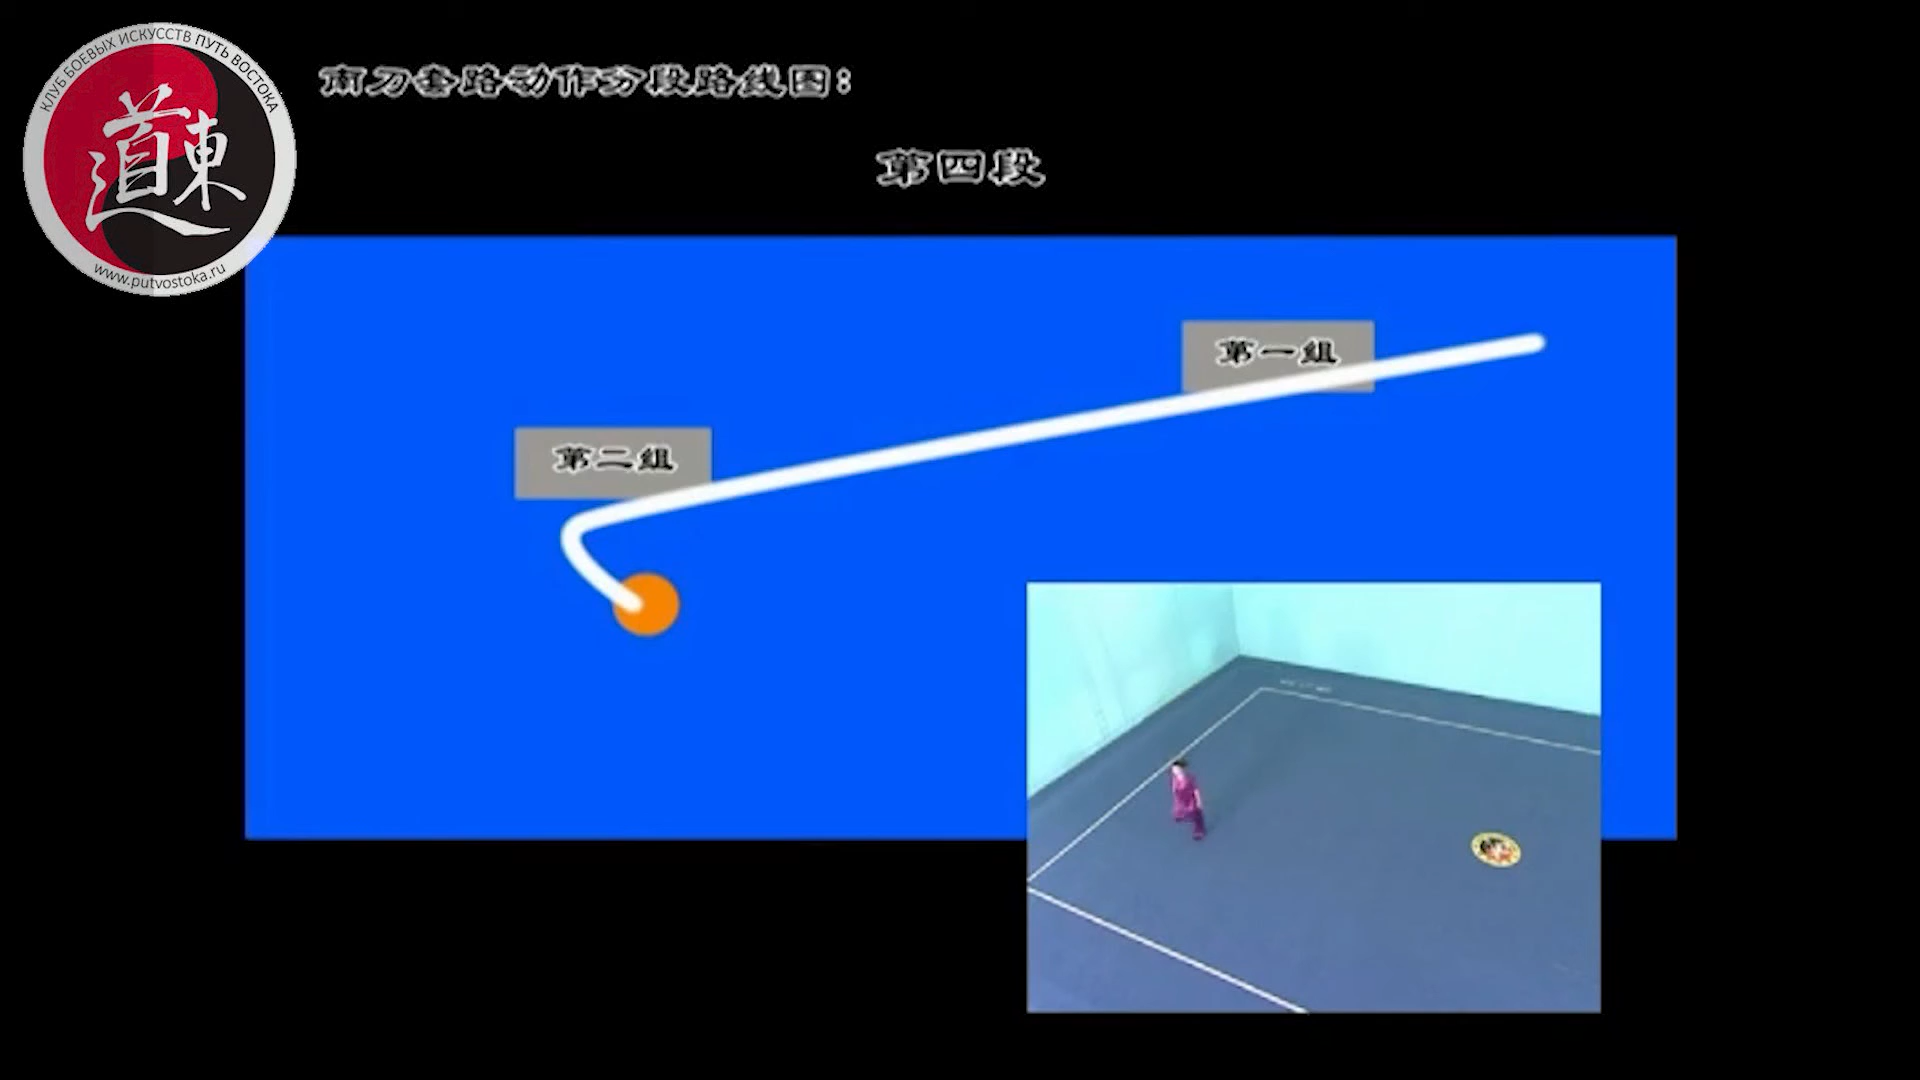 КЛУБ БОЕВЫХ ИСКУССТВ ПУТЬ ВОСТОКА
道東
www.putvostoka.ru
南刀套路动作分段路线图：
第四段
第一组
第二组